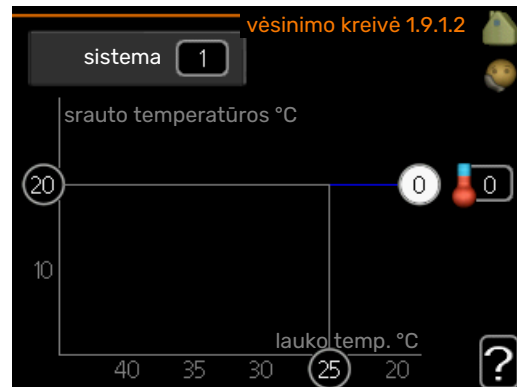 vėsinimo kreivė 1.9.1.2
sistema 1
srauto temperatūros °C
20 0 0
10
lauko temp. °C
40 35 30 25 20
?